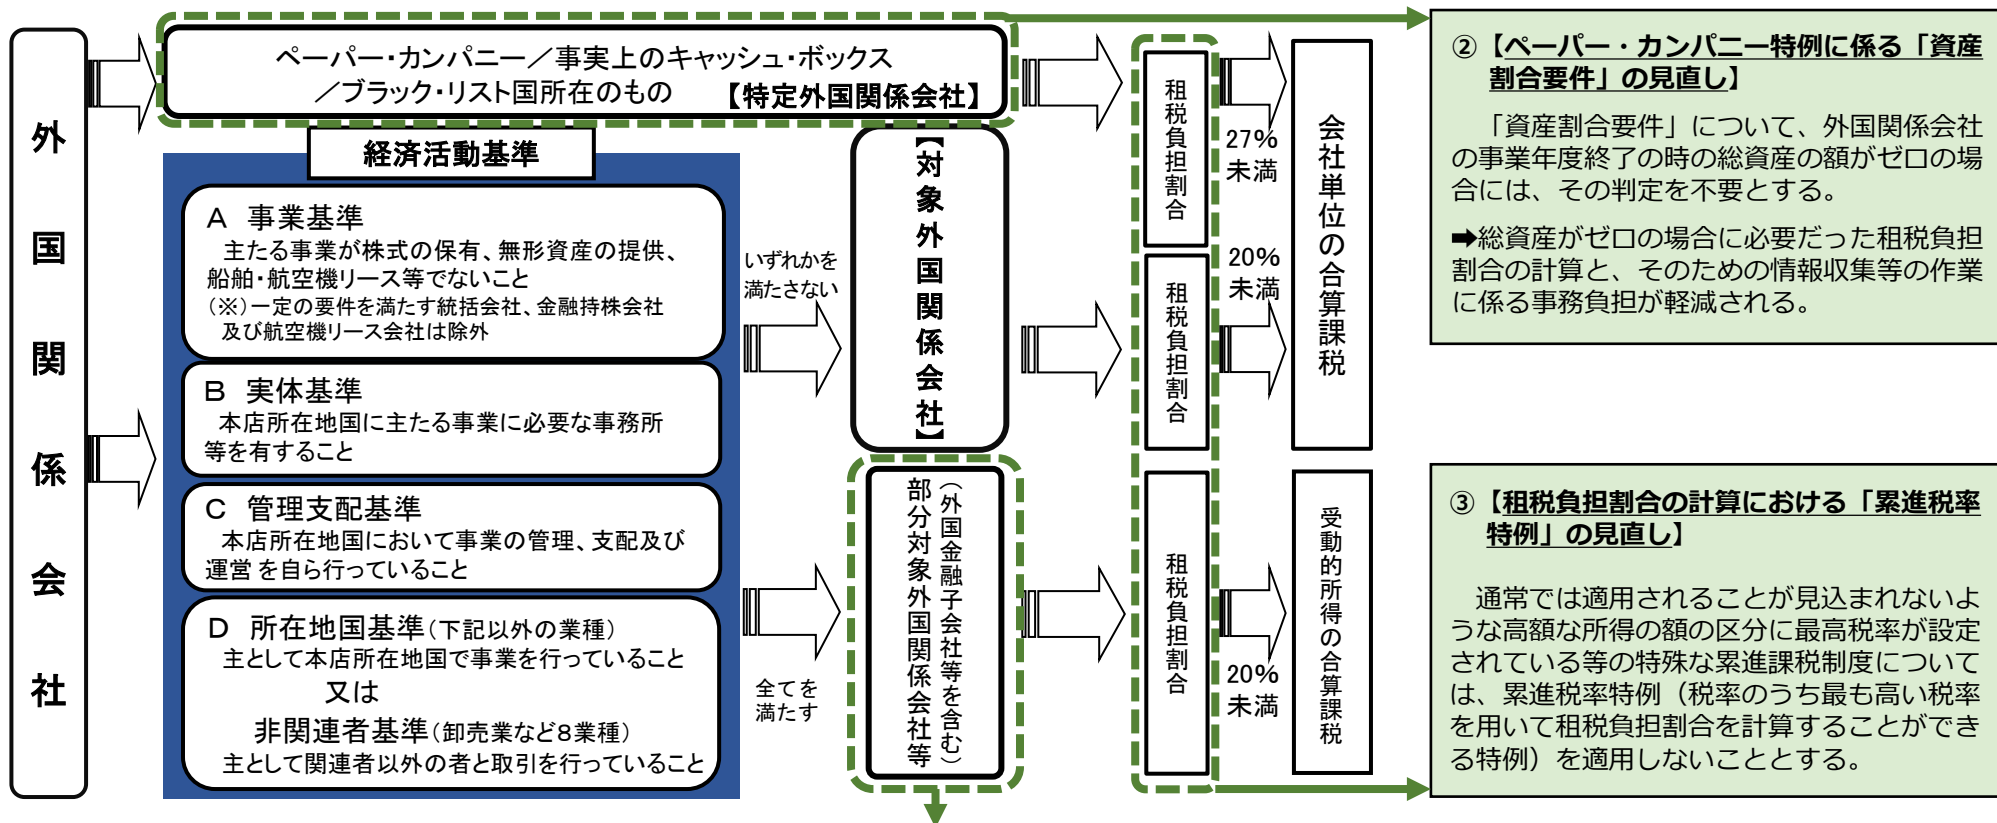 外国関係会社
ペーパー・カンパニー／事実上のキャッシュ・ボックス
／ブラック・リスト国所在のもの　【特定外国関係会社】
経済活動基準
Ａ　事業基準
主たる事業が株式の保有、無形資産の提供、
船舶・航空機リース等でないこと
（※）一定の要件を満たす統括会社、金融持株会社
及び航空機リース会社は除外
Ｂ　実体基準
本店所在地国に主たる事業に必要な事務所
等を有すること
Ｃ　管理支配基準
本店所在地国において事業の管理、支配及び
運営 を自ら行っていること
Ｄ　所在地国基準（下記以外の業種）
主として本店所在地国で事業を行っていること
又は
非関連者基準（卸売業など8業種）
主として関連者以外の者と取引を行っていること
いずれかを
満たさない
全てを
満たす
【対象外国関係会社】
部分対象外国関係会社等
（外国金融子会社等を含む）
租税負担割合
租税負担割合
租税負担割合
27%
未満
20%
未満
20%
未満
会社単位の合算課税
受動的所得の合算課税
②【ペーパー・カンパニー特例に係る「資産
割合要件」の見直し】
「資産割合要件」について、外国関係会社
の事業年度終了の時の総資産の額がゼロの場
合には、その判定を不要とする。
➡総資産がゼロの場合に必要だった租税負担
割合の計算と、そのための情報収集等の作業
に係る事務負担が軽減される。
③【租税負担割合の計算における「累進税率
特例」の見直し】
通常では適用されることが見込まれないよ
うな高額な所得の額の区分に最高税率が設定
されている等の特殊な累進課税制度について
は、累進税率特例（税率のうち最も高い税率
を用いて租税負担割合を計算することができ
る特例）を適用しないこととする。